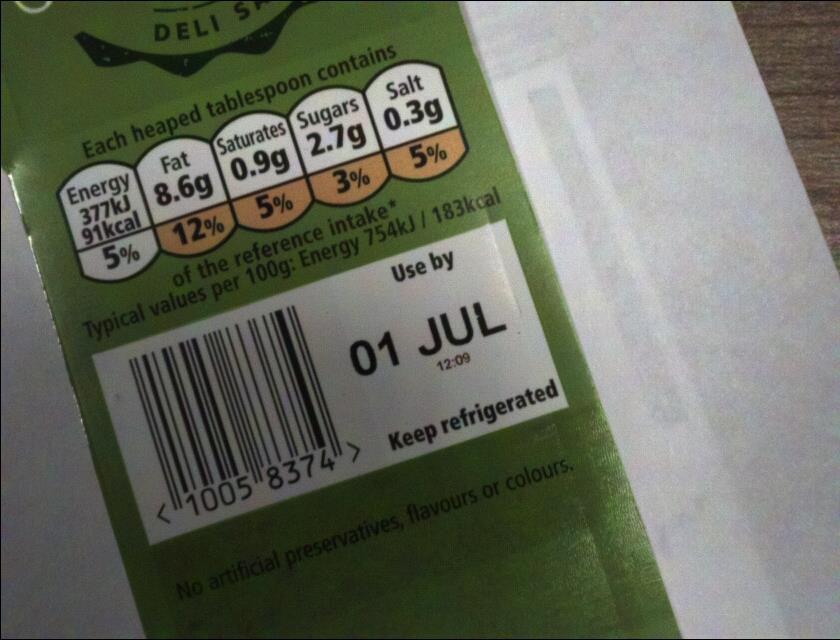 DELI
Each heaped tablespoon contains
Energy
377kJ
91kcal
5%
Fat
8.6g
12%
Saturates
0.9g
5%
Sugars
2.7g
3%
Salt
0.3g
5%
of the reference intake*
Typical values per 100g: Energy 754kJ / 183kcal
Use by
01 JUL
12:09
Keep refrigerated
< 1005 8374 >
No artificial preservatives, flavours or colours.